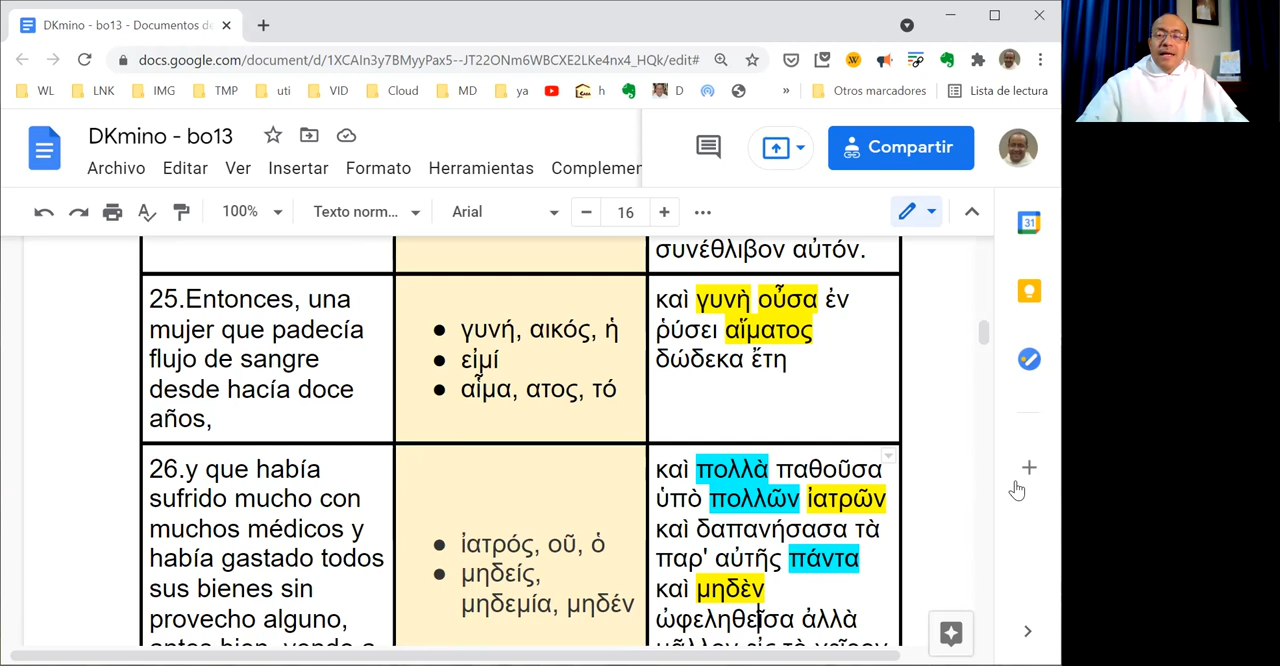 DKmino - bo13 - Documentos de
docs.google.com/document/d/1XCAIn3y7BMyyPax5--JT22ONm6WBCXE2LKe4nx4_HQk/edit#
WL LNK IMG TMP uti VID Cloud MD ya h D » Otros marcadores Lista de lectura
DKmino - bo13
Compartir
Archivo Editar Ver Insertar Formato Herramientas Complemen
100% Texto norm... Arial 16
31
συνέθλιβον αὐτόν.
25.Entonces, una
mujer que padecía
flujo de sangre
desde hacía doce
años,
γυνή, αικός, ἡ
εἰμί
αἷμα, ατος, τό
καὶ γυνὴ οὖσα ἐν
ῥύσει αἵματος
δώδεκα ἔτη
26.y que había
sufrido mucho con
muchos médicos y
había gastado todos
sus bienes sin
provecho alguno,
ἰατρός, οῦ, ὁ
μηδείς,
μηδεμία, μηδέν
καὶ πολλὰ παθοῦσα
ὑπὸ πολλῶν ἰατρῶν
καὶ δαπανήσασα τὰ
παρ' αὐτῆς πάντα
καὶ μηδὲν
ὠφεληθεῖσα ἀλλὰ